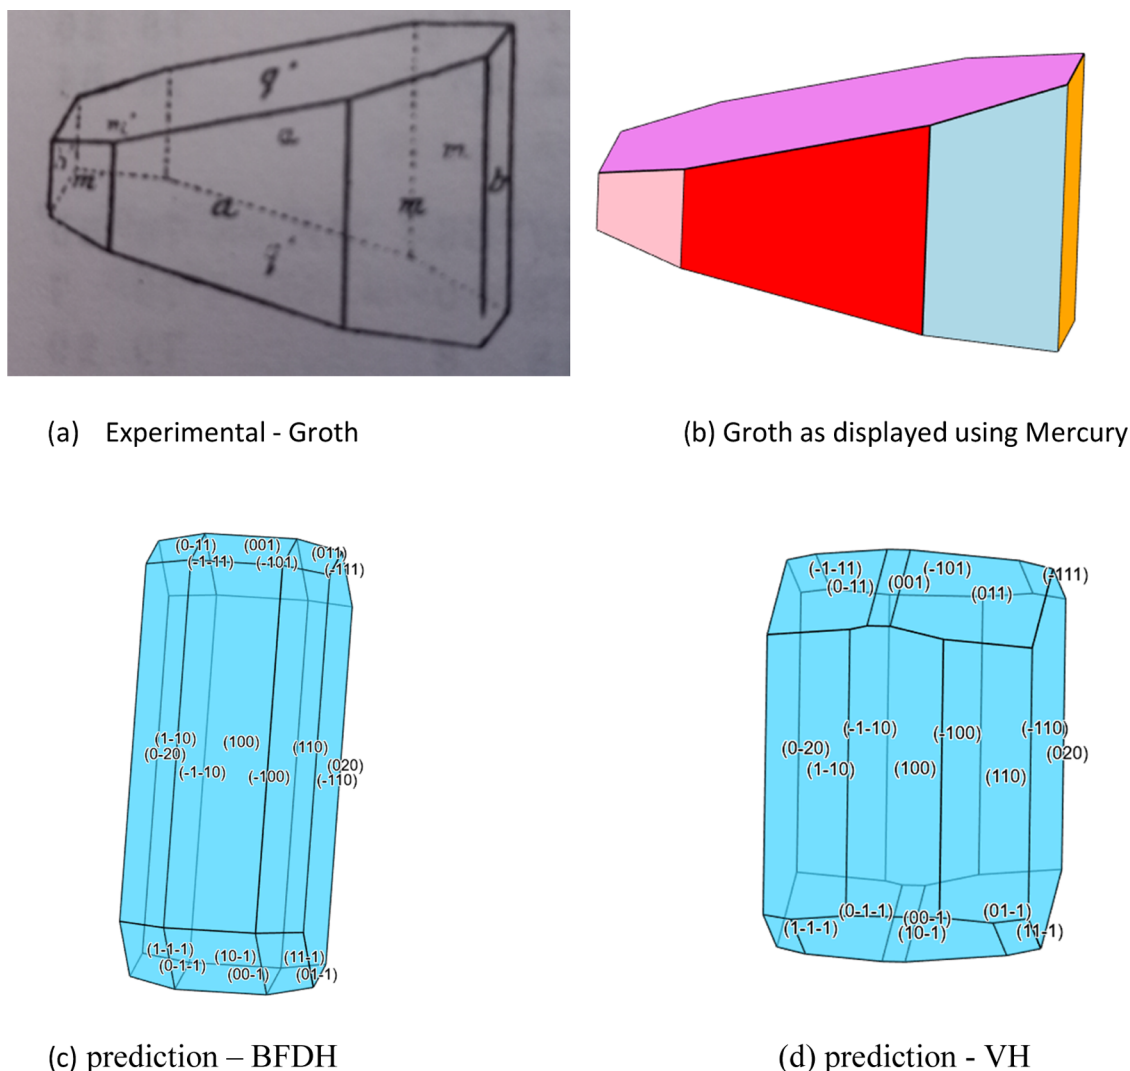 q'
m'
a
h'
m
m
b
m
a
q'
(a) Experimental - Groth
(b) Groth as displayed using Mercury
(0-11) (001) (011)
(-1-11) (-101) (-111)
(1-10) (100) (110)
(0-20) (020)
(-1-10) (-100) (-110)
(1-1-1) (10-1) (11-1)
(0-1-1) (00-1) (01-1)
(-1-11) (-101) (-111)
(0-11) (001) (011)
(-1-10) (-100) (-110)
(0-20) (020)
(1-10) (100) (110)
(0-1-1) (00-1) (01-1)
(1-1-1) (10-1) (11-1)
(c) prediction – BFDH
(d) prediction - VH